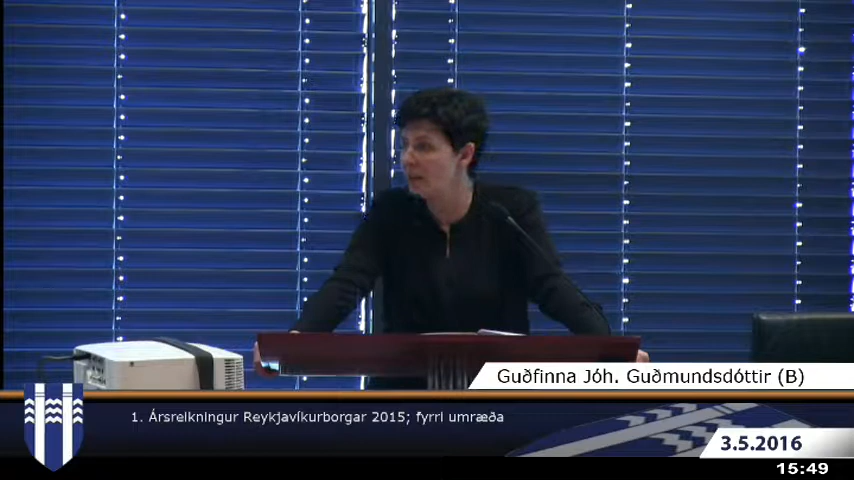 Guðfinna Jóh. Guðmundsdóttir (B)
1. Ársreikningur Reykjavíkurborgar 2015; fyrri umræða
3.5.2016
15:49